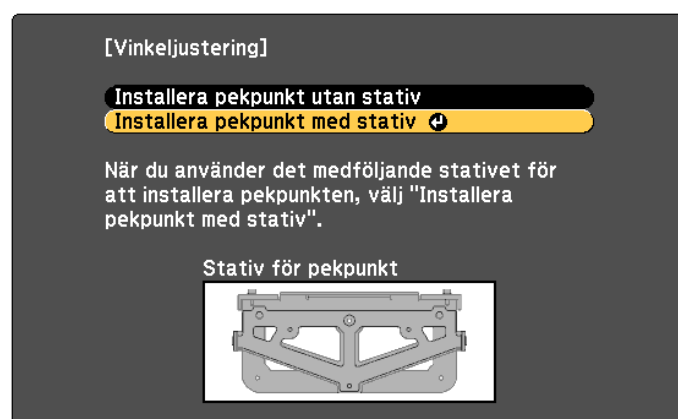 [Vinkeljustering]
Installera pekpunkt utan stativ
Installera pekpunkt med stativ
När du använder det medföljande stativet för
att installera pekpunkten, välj "Installera
pekpunkt med stativ".
Stativ för pekpunkt